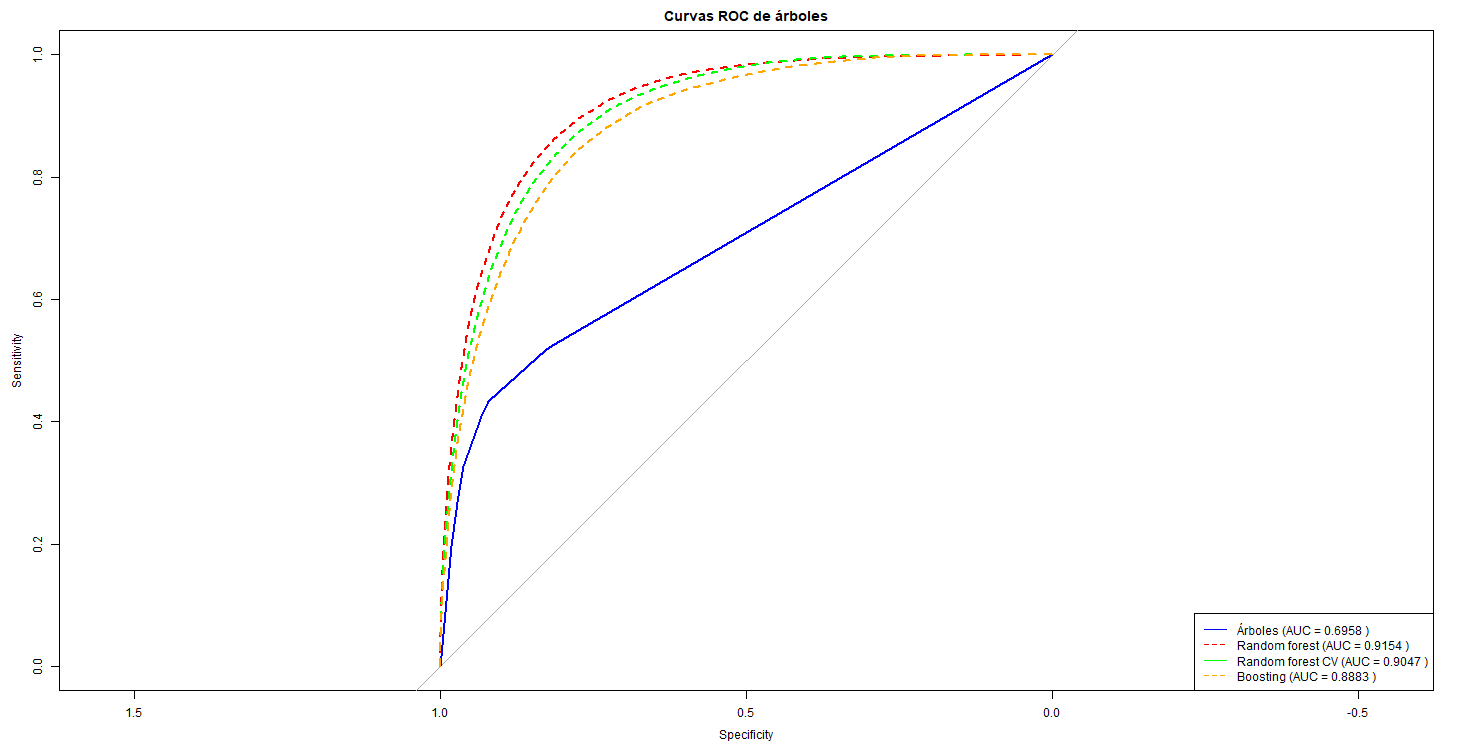 Curvas ROC de árboles
Sensitivity
1.0
0.8
0.6
0.4
0.2
0.0
1.5
1.0
0.5
0.0
-0.5
Specificity
Árboles (AUC = 0.6958 )
Random forest (AUC = 0.9154 )
Random forest CV (AUC = 0.9047 )
Boosting (AUC = 0.8883 )